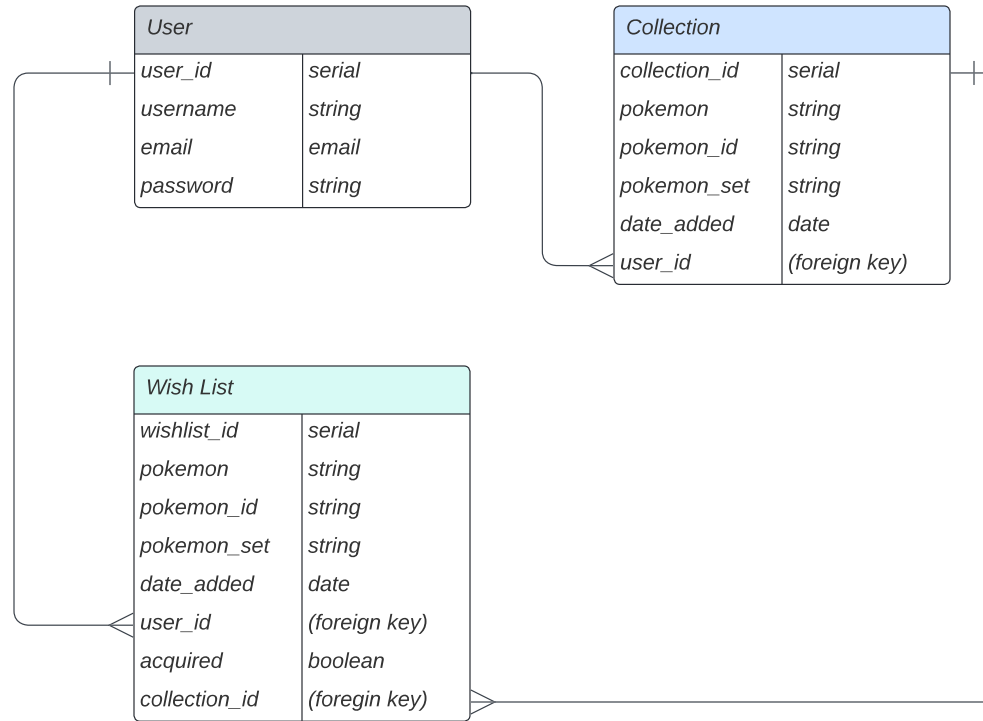 User
user_id serial
username string
email email
password string
Collection
collection_id serial
pokemon string
pokemon_id string
pokemon_set string
date_added date
user_id (foreign key)
Wish List
wishlist_id serial
pokemon string
pokemon_id string
pokemon_set string
date_added date
user_id (foreign key)
acquired boolean
collection_id (foregin key)